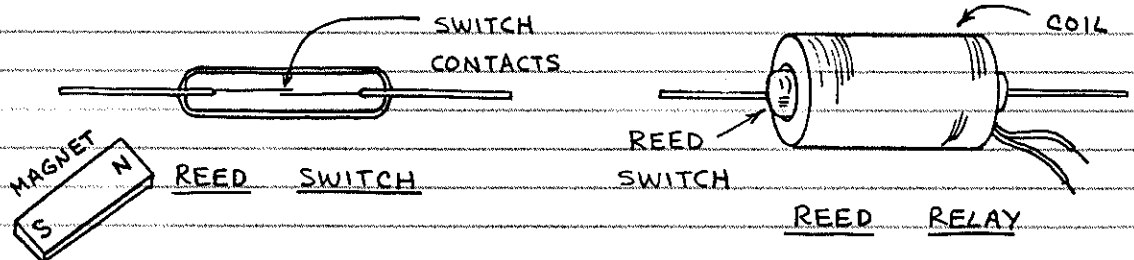 SWITCH
CONTACTS
MAGNET
N
S
REED SWITCH
COIL
REED
SWITCH
REED RELAY